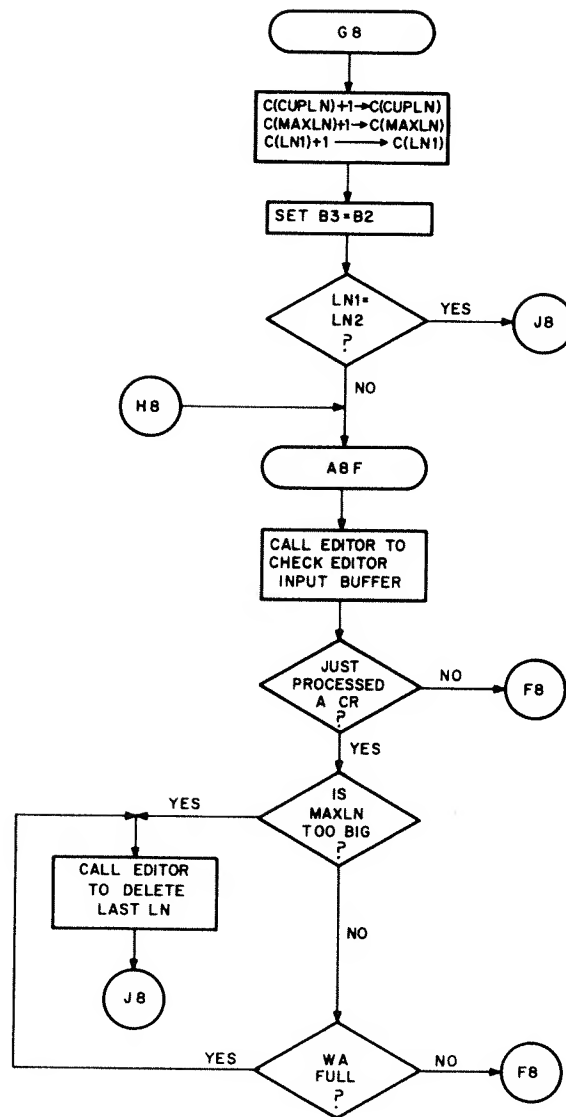 G8
C(CUPLN)+1→C(CUPLN)
C(MAXLN)+1→C(MAXLN)
C(LN1)+1 ⟶ C(LN1)
SET B3=B2
LN1=
LN2
?
YES
J8
NO
H8
A8F
CALL EDITOR TO
CHECK EDITOR
INPUT BUFFER
JUST
PROCESSED
A CR
?
NO
F8
YES
IS
MAXLN
TOO BIG
?
YES
CALL EDITOR
TO DELETE
LAST LN
J8
NO
WA
FULL
?
YES
NO
F8